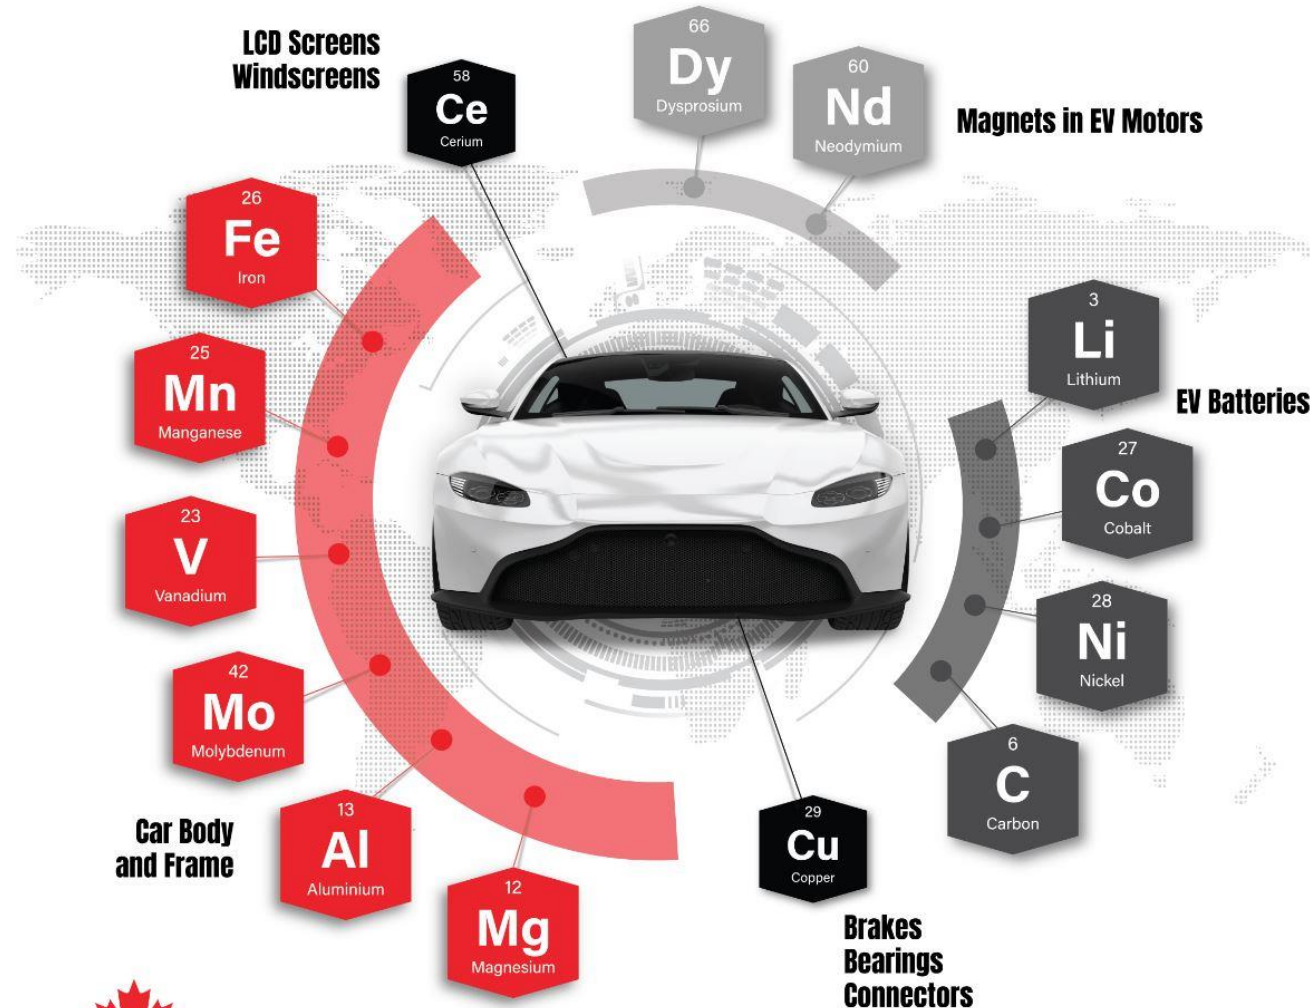 LCD Screens
Windscreens
58
Ce
Cerium
66
Dy
Dysprosium
60
Nd
Neodymium
Magnets in EV Motors
26
Fe
Iron
25
Mn
Manganese
23
V
Vanadium
42
Mo
Molybdenum
13
Al
Aluminium
12
Mg
Magnesium
Car Body
and Frame
3
Li
Lithium
EV Batteries
27
Co
Cobalt
28
Ni
Nickel
6
C
Carbon
29
Cu
Copper
Brakes
Bearings
Connectors